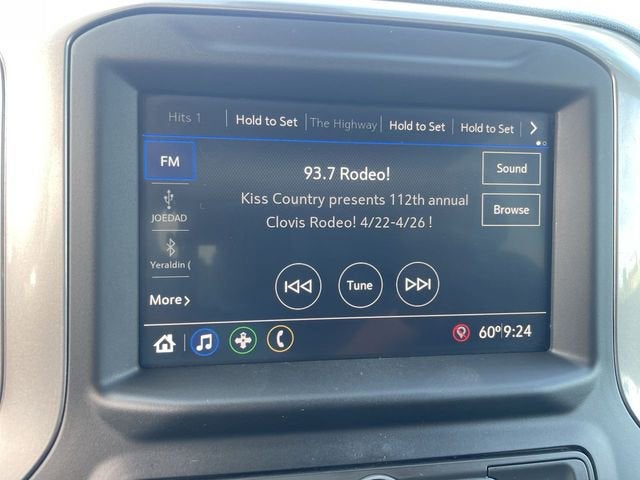 Hits 1 Hold to Set The Highway Hold to Set Hold to Set
FM
93.7 Rodeo!
Sound
Kiss Country presents 112th annual
Clovis Rodeo! 4/22-4/26 !
Browse
JOEDAD
Yeraldin (
More
Tune
60° 9:24